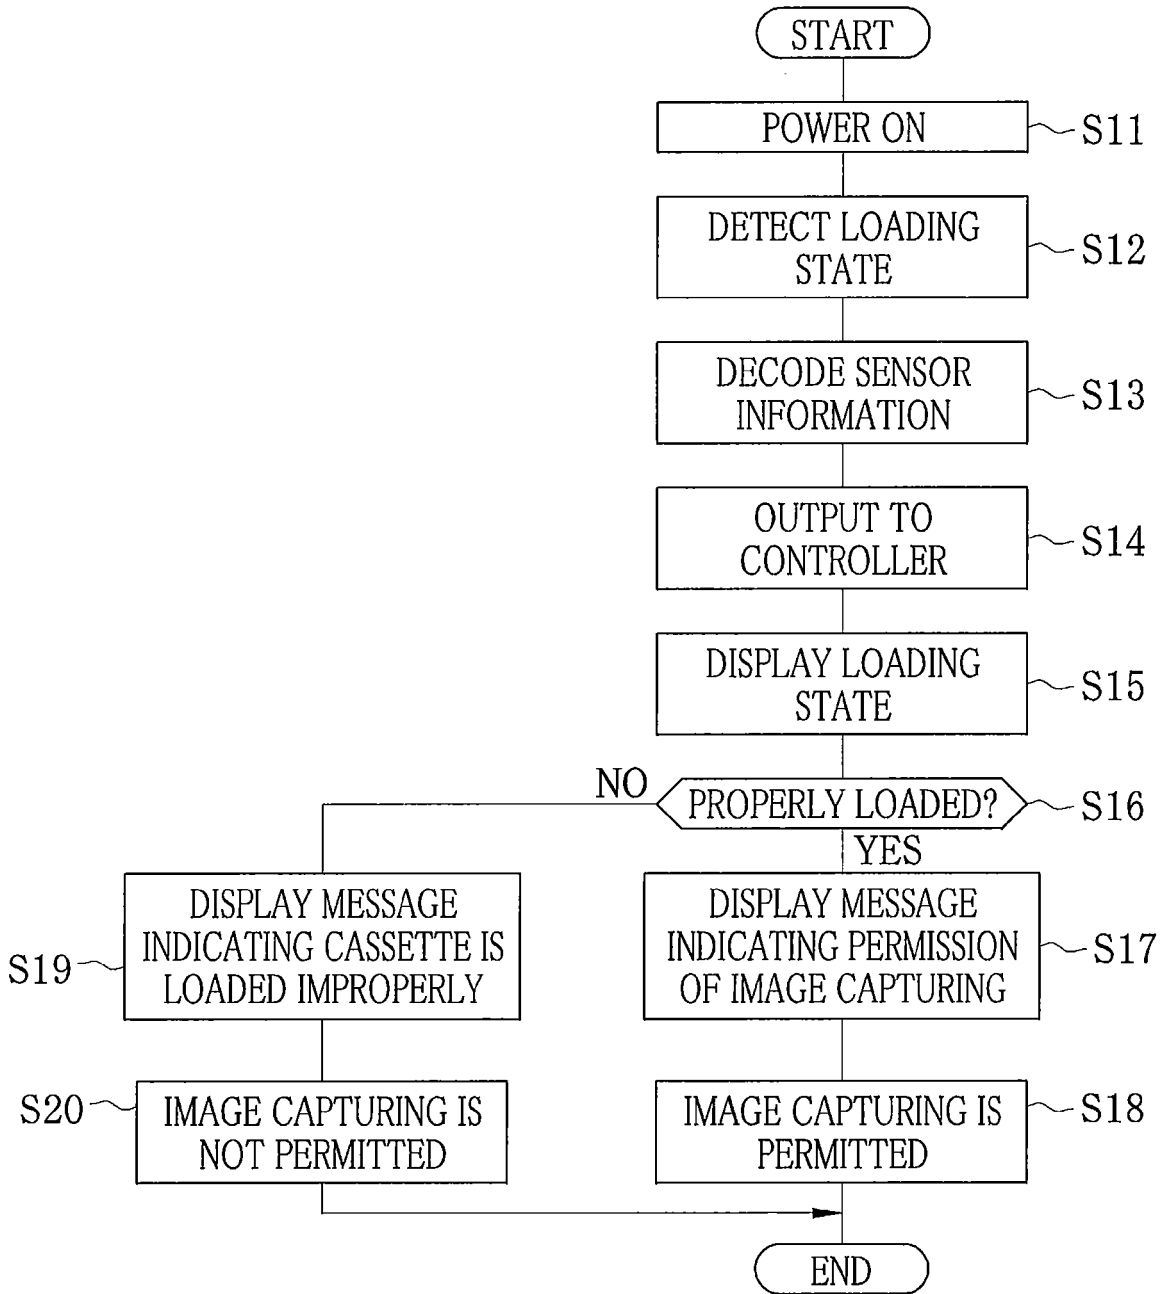 START
POWER ON
S11
DETECT LOADING
STATE
S12
DECODE SENSOR
INFORMATION
S13
OUTPUT TO
CONTROLLER
S14
DISPLAY LOADING
STATE
S15
NO
PROPERLY LOADED?
S16
YES
S19
DISPLAY MESSAGE
INDICATING CASSETTE IS
LOADED IMPROPERLY
DISPLAY MESSAGE
INDICATING PERMISSION
OF IMAGE CAPTURING
S17
S20
IMAGE CAPTURING IS
NOT PERMITTED
IMAGE CAPTURING IS
PERMITTED
S18
END